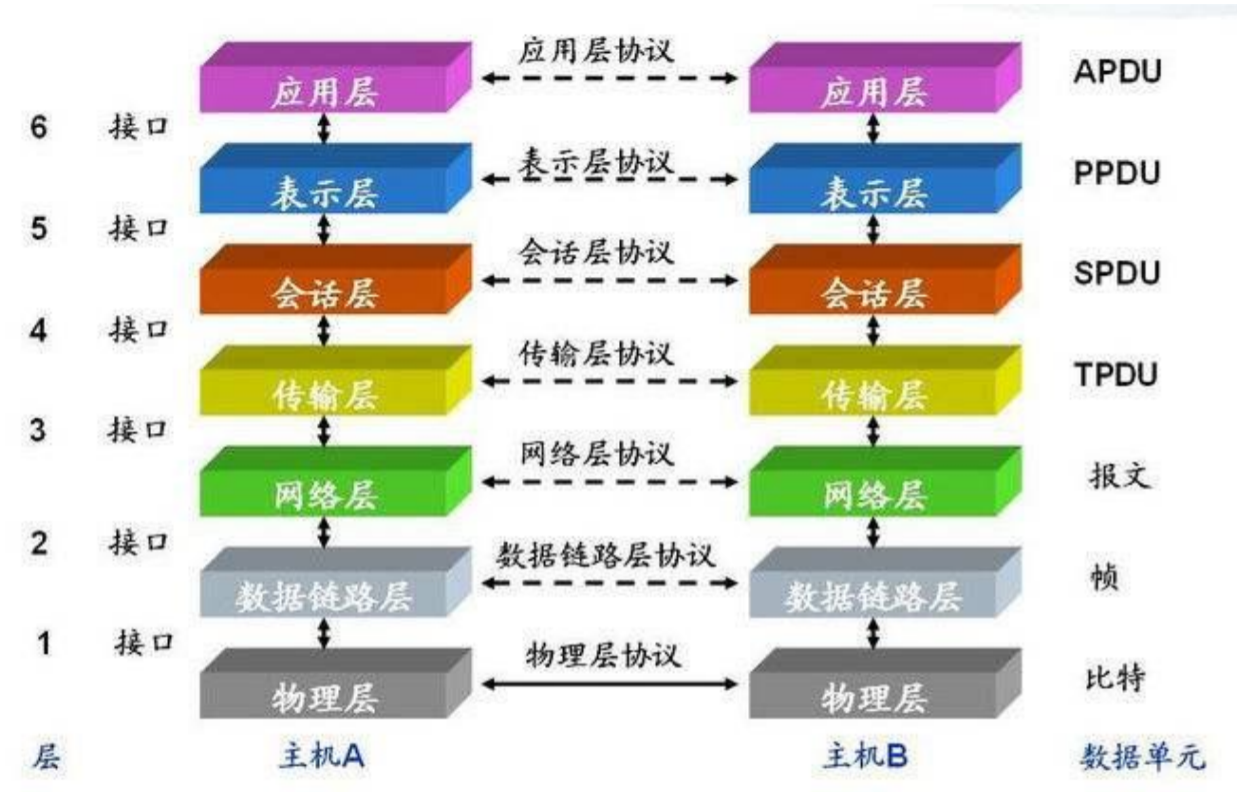 应用层协议
应用层 应用层 APDU
6 接口
表示层协议
表示层 表示层 PPDU
5 接口
会话层协议
会话层 会话层 SPDU
4 接口
传输层协议
传输层 传输层 TPDU
3 接口
网络层协议
网络层 网络层 报文
2 接口
数据链路层协议
数据链路层 数据链路层 帧
1 接口
物理层协议
物理层 物理层 比特
层 主机A 主机B 数据单元